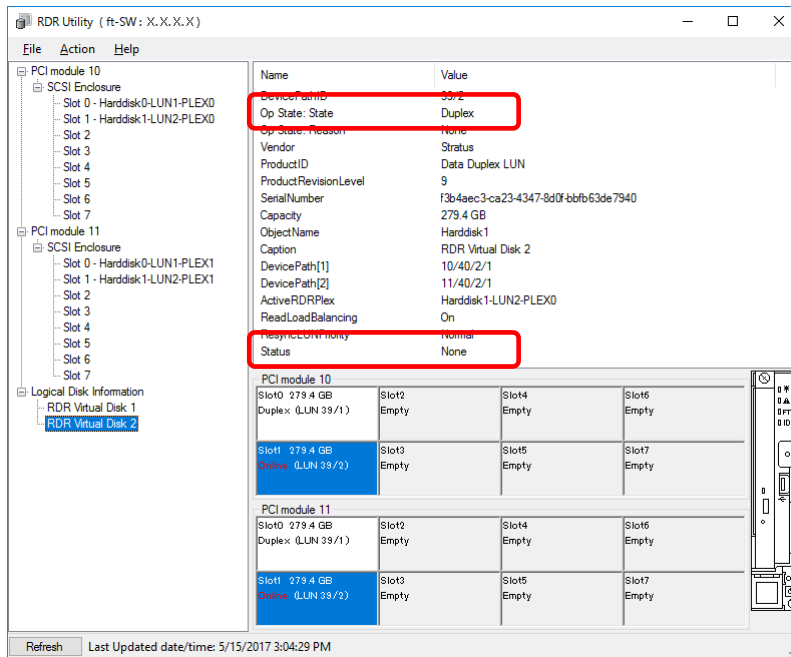 RDR Utility ( ft-SW : X.X.X.X )
File Action Help
PCI module 10
SCSI Enclosure
Slot 0 - Harddisk0-LUN1-PLEX0
Slot 1 - Harddisk1-LUN2-PLEX0
Slot 2
Slot 3
Slot 4
Slot 5
Slot 6
Slot 7
PCI module 11
SCSI Enclosure
Slot 0 - Harddisk0-LUN1-PLEX1
Slot 1 - Harddisk1-LUN2-PLEX1
Slot 2
Slot 3
Slot 4
Slot 5
Slot 6
Slot 7
Logical Disk Information
RDR Virtual Disk 1
RDR Virtual Disk 2
Name Value
DevicePathID 39/2
Op State: State Duplex
Op State: Reason None
Vendor Stratus
ProductID Data Duplex LUN
ProductRevisionLevel 9
SerialNumber f3b4aec3-ca23-4347-8d0f-bbfb63de7940
Capacity 279.4 GB
ObjectName Harddisk1
Caption RDR Virtual Disk 2
DevicePath[1] 10/40/2/1
DevicePath[2] 11/40/2/1
ActiveRDRPlex Harddisk1-LUN2-PLEX0
ReadLoadBalancing On
ResyncLUNPriority Normal
Status None
PCI module 10
Slot0 279.4 GB Slot2 Slot4 Slot6
Duplex (LUN 39/1) Empty Empty Empty
Slot1 279.4 GB Slot3 Slot5 Slot7
Online (LUN 39/2) Empty Empty Empty
PCI module 11
Slot0 279.4 GB Slot2 Slot4 Slot6
Duplex (LUN 39/1) Empty Empty Empty
Slot1 279.4 GB Slot3 Slot5 Slot7
Online (LUN 39/2) Empty Empty Empty
Refresh Last Updated date/time: 5/15/2017 3:04:29 PM